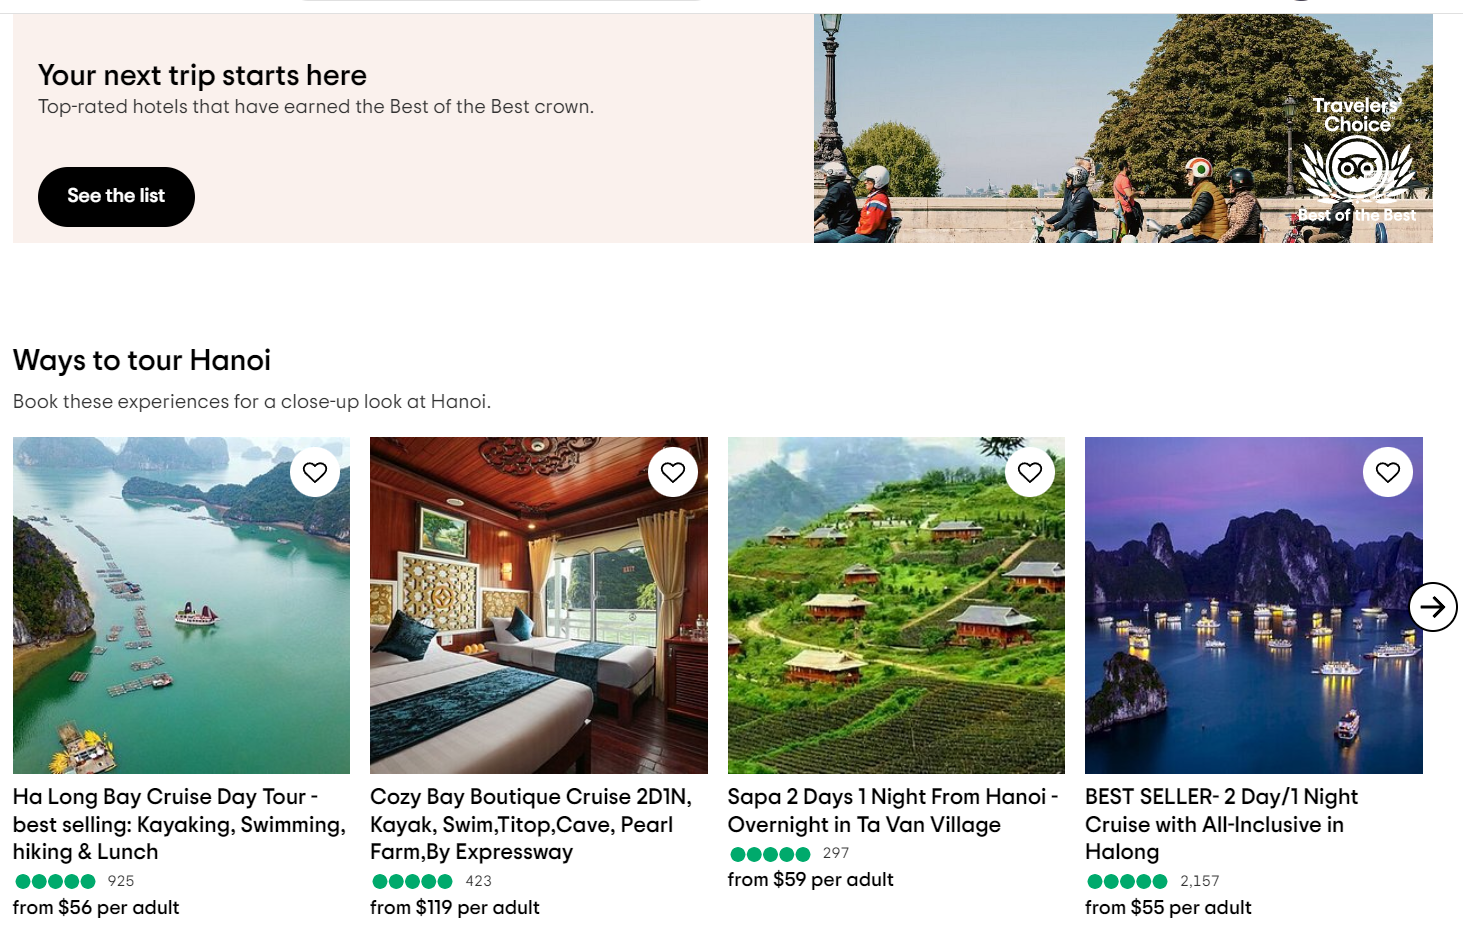 Your next trip starts here
Top-rated hotels that have earned the Best of the Best crown.
See the list
Travelers'
Choice
Best of the Best
Ways to tour Hanoi
Book these experiences for a close-up look at Hanoi.
Ha Long Bay Cruise Day Tour -
best selling: Kayaking, Swimming,
hiking & Lunch
925
from $56 per adult
Cozy Bay Boutique Cruise 2D1N,
Kayak, Swim,Titop,Cave, Pearl
Farm,By Expressway
423
from $119 per adult
Sapa 2 Days 1 Night From Hanoi -
Overnight in Ta Van Village
297
from $59 per adult
BEST SELLER- 2 Day/1 Night
Cruise with All-Inclusive in
Halong
2,157
from $55 per adult